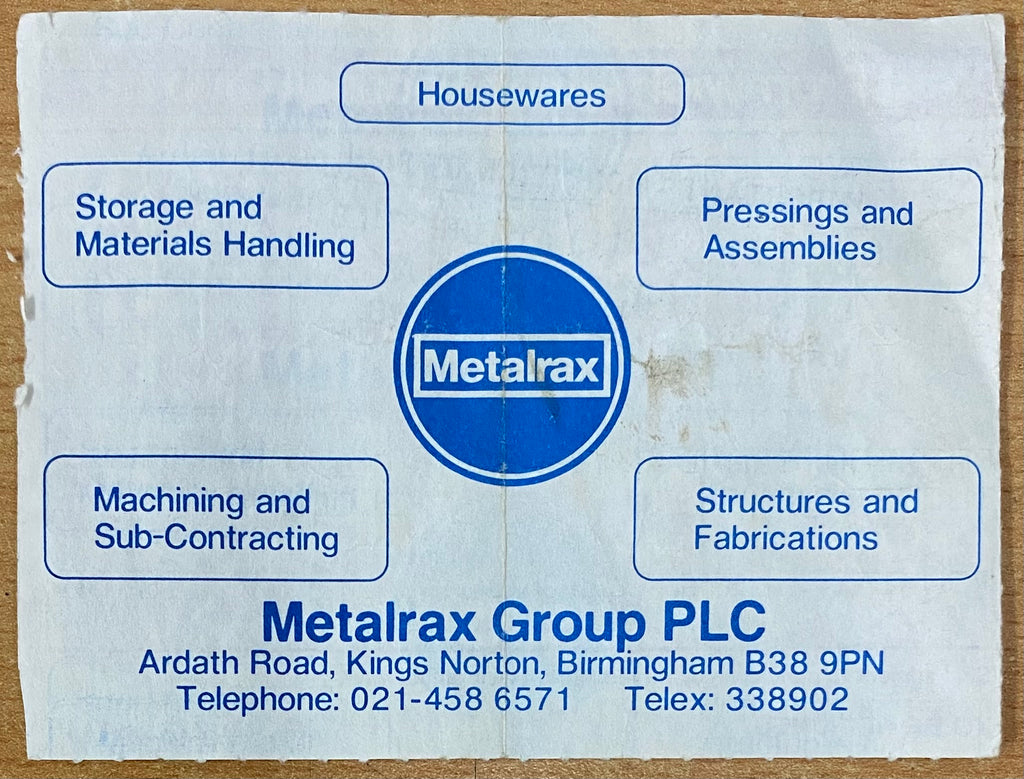 Housewares
Storage and
Materials Handling
Pressings and
Assemblies
Metalrax
Machining and
Sub-Contracting
Structures and
Fabrications
Metalrax Group PLC
Ardath Road, Kings Norton, Birmingham B38 9PN
Telephone: 021-458 6571 Telex: 338902